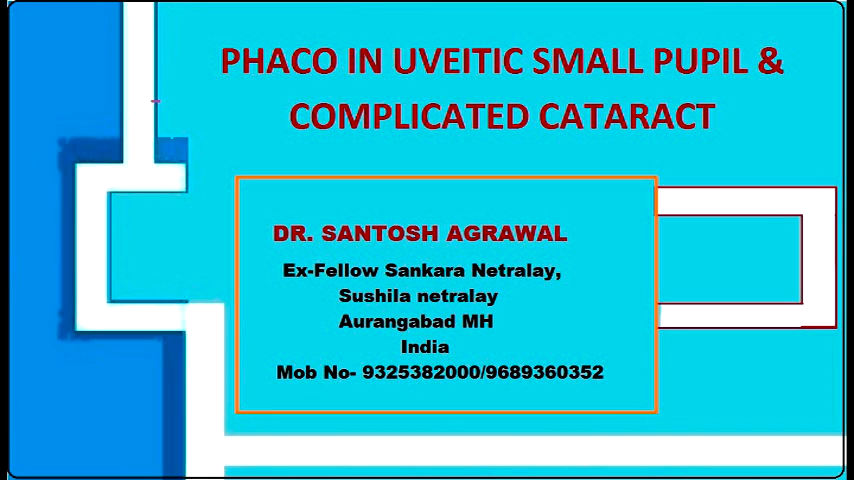 PHACO IN UVEITIC SMALL PUPIL &
COMPLICATED CATARACT
DR. SANTOSH AGRAWAL
Ex-Fellow Sankara Netralay,
Sushila netralay
Aurangabad MH
India
Mob No- 9325382000/9689360352